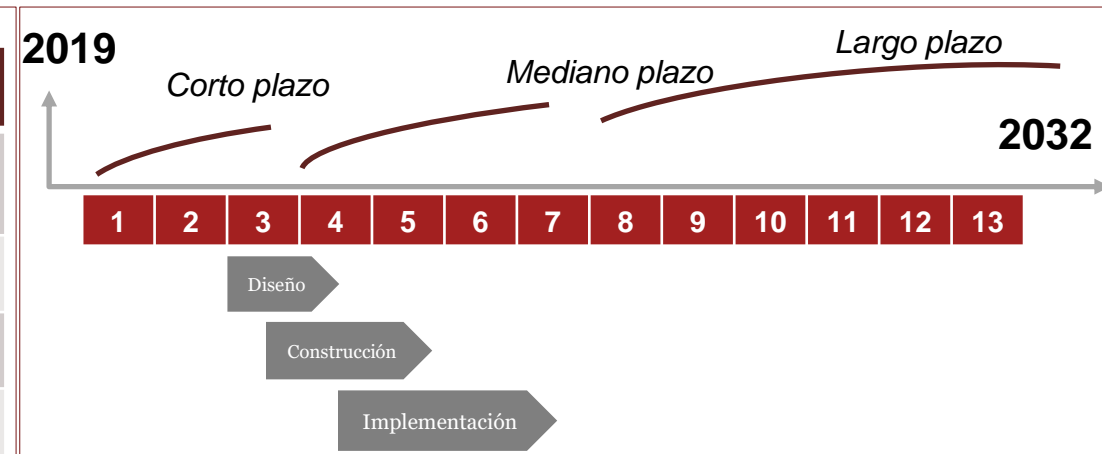 2019
Corto plazo
Mediano plazo
Largo plazo
2032
1 2 3 4 5 6 7 8 9 10 11 12 13
Diseño
Construcción
Implementación